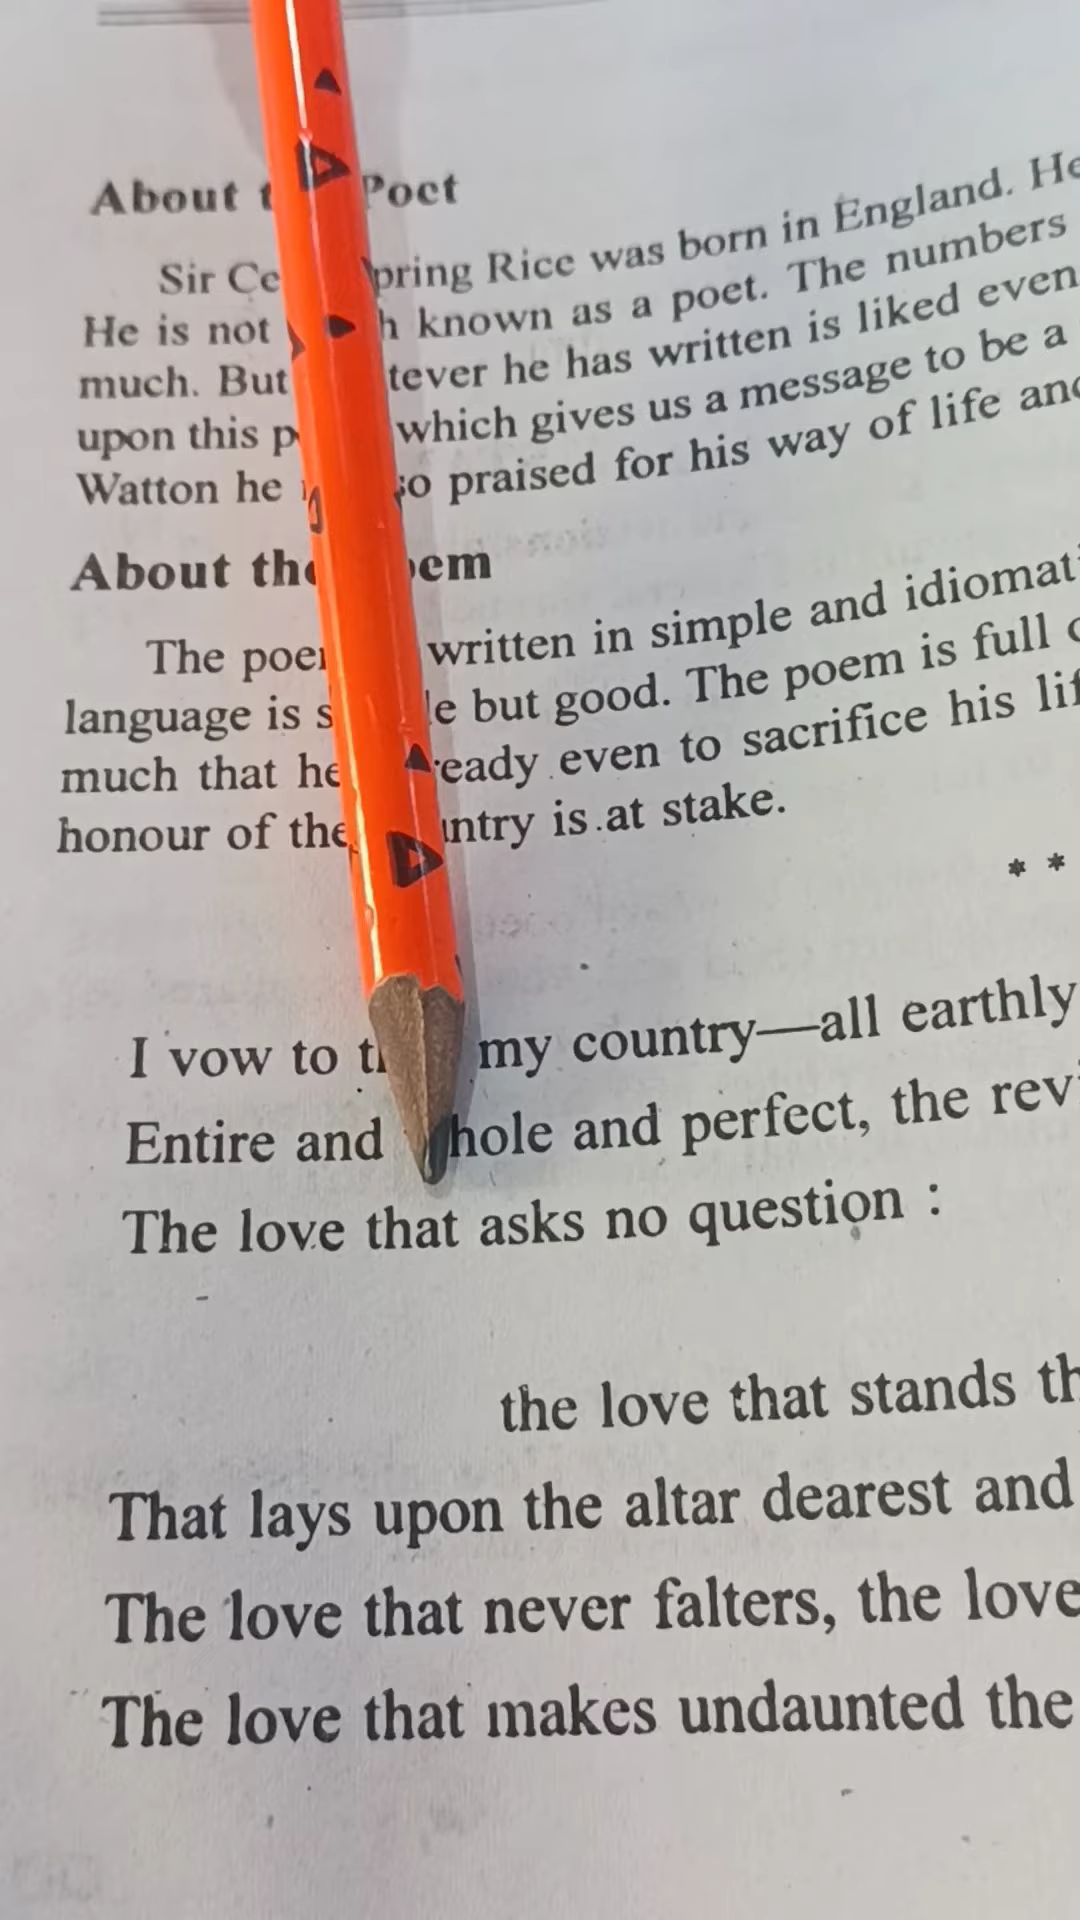 About Poet
Sir pring Rice was born in England. He
He is not known as a poet. The numbers
much. But tever he has written is liked even
upon this which gives us a message to be a
Watton he praised for his way of life and
About the em
The written in simple and idiomat
language is but good. The poem is full
much that he eady even to sacrifice his lif
honour of the ntry is at stake.
* *
I vow to my country—all earthly
Entire and hole and perfect, the rev
The love that asks no question :
the love that stands th
That lays upon the altar dearest and
The love that never falters, the love
The love that makes undaunted the